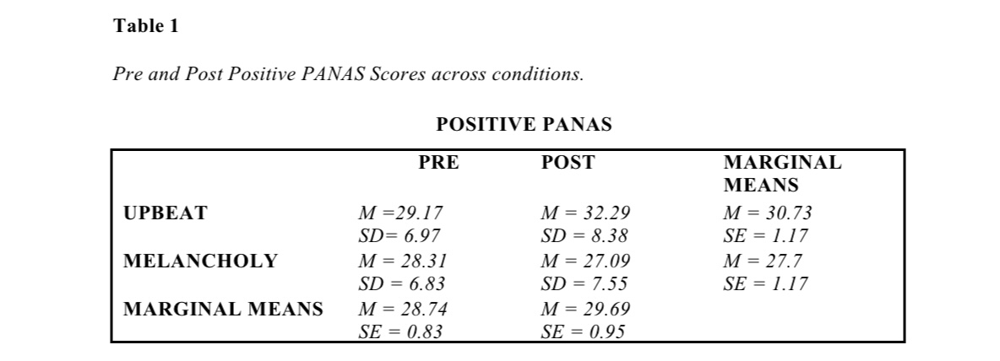 Table 1
Pre and Post Positive PANAS Scores across conditions.
POSITIVE PANAS
PRE POST MARGINAL
MEANS
UPBEAT M =29.17 M = 32.29 M = 30.73
SD= 6.97 SD = 8.38 SE = 1.17
MELANCHOLY M = 28.31 M = 27.09 M = 27.7
SD = 6.83 SD = 7.55 SE = 1.17
MARGINAL MEANS M = 28.74 M = 29.69
SE = 0.83 SE = 0.95